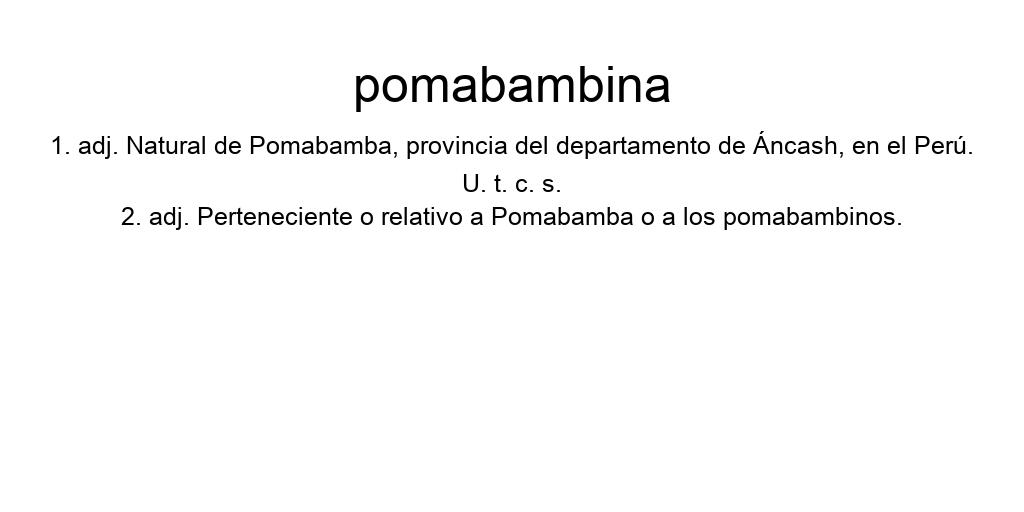 pomabambina
1. adj. Natural de Pomabamba, provincia del departamento de Áncash, en el Perú.
U. t. c. s.
2. adj. Perteneciente o relativo a Pomabamba o a los pomabambinos.